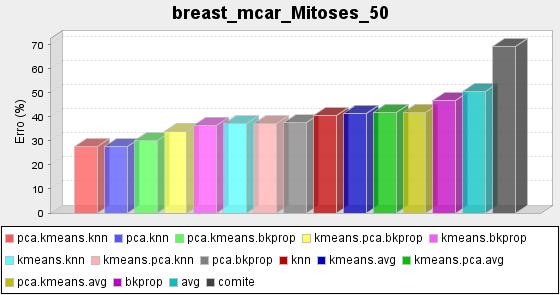 breast_mcar_Mitoses_50
Erro (%)
70
60
50
40
30
20
10
0
pca.kmeans.knn pca.knn pca.kmeans.bkprop kmeans.pca.bkprop kmeans.bkprop
kmeans.knn kmeans.pca.knn pca.bkprop knn kmeans.avg kmeans.pca.avg
pca.kmeans.avg bkprop avg comite